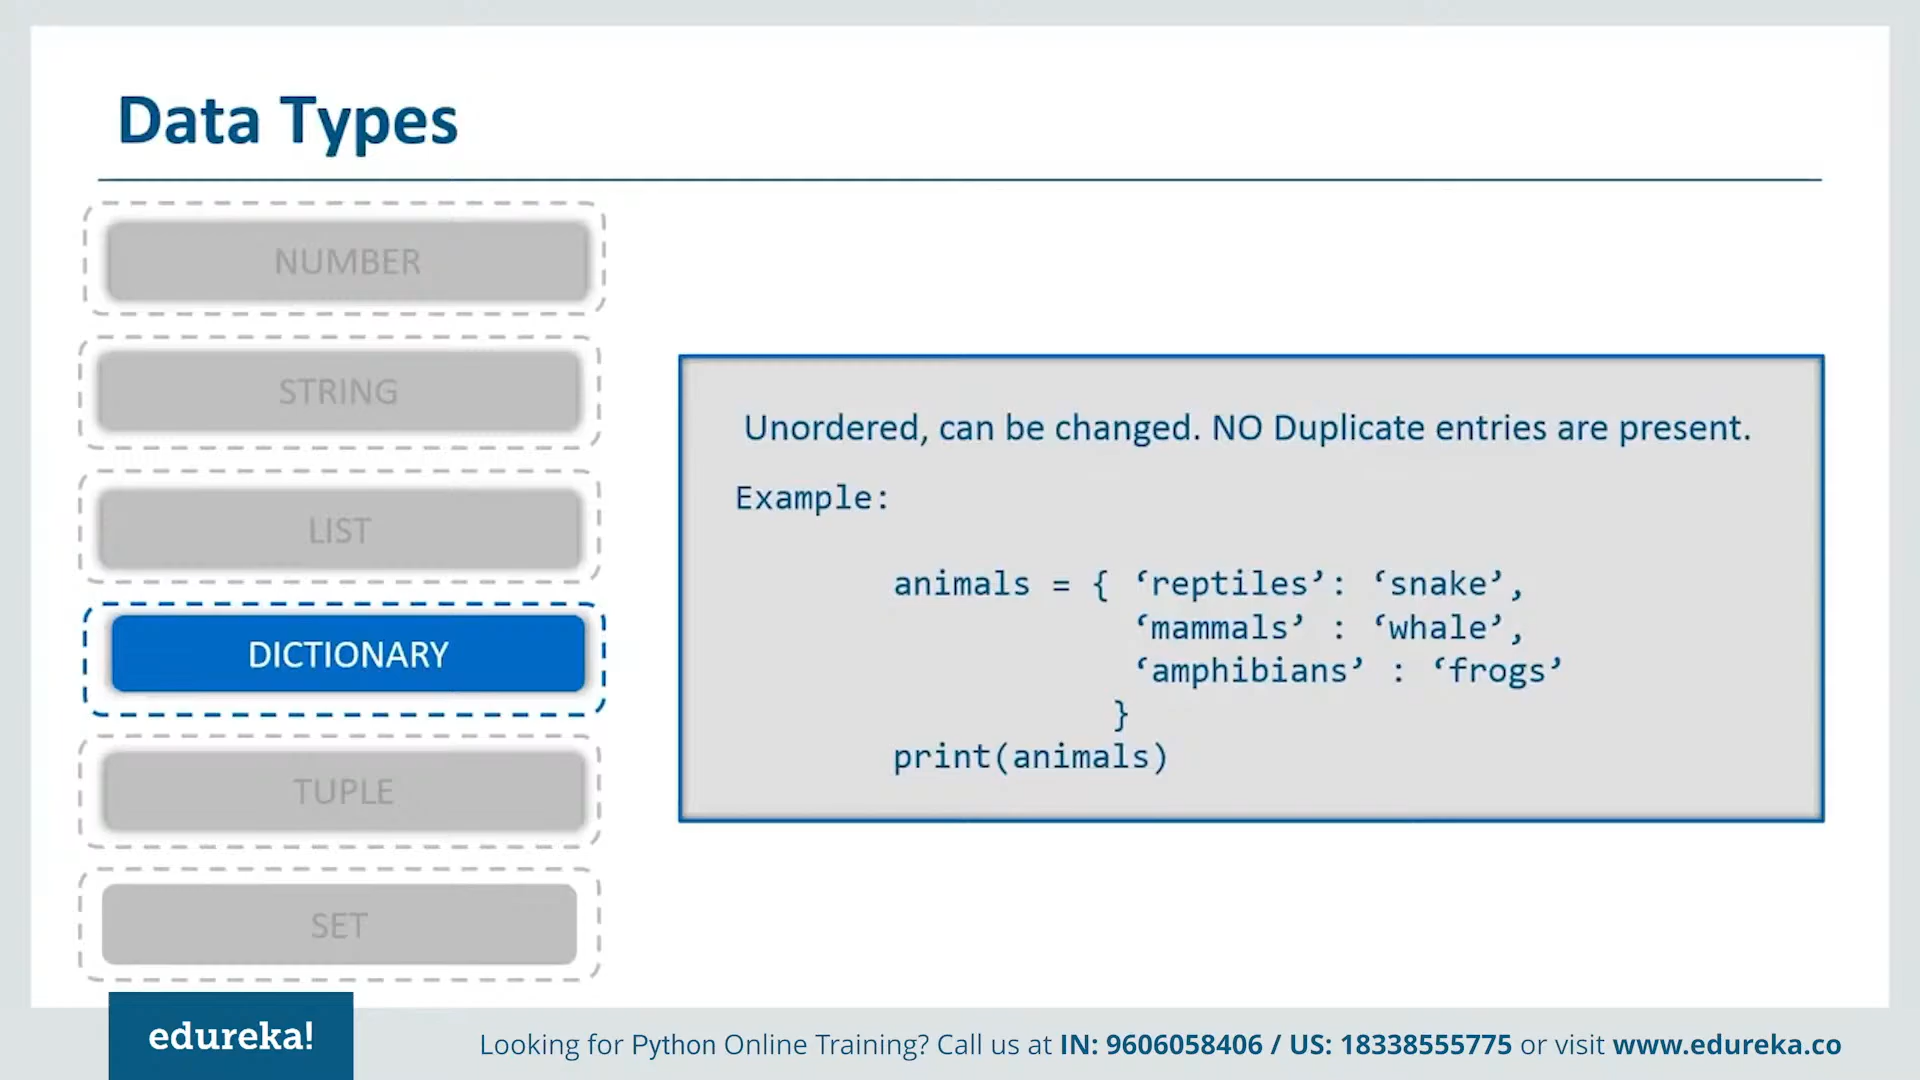 Data Types
NUMBER
STRING
LIST
DICTIONARY
TUPLE
SET
Unordered, can be changed. NO Duplicate entries are present.
Example:
animals = { ‘reptiles’: ‘snake’,
‘mammals’ : ‘whale’,
‘amphibians’ : ‘frogs’
}
print(animals)
edureka!
Looking for Python Online Training? Call us at IN: 9606058406 / US: 18338555775 or visit www.edureka.co